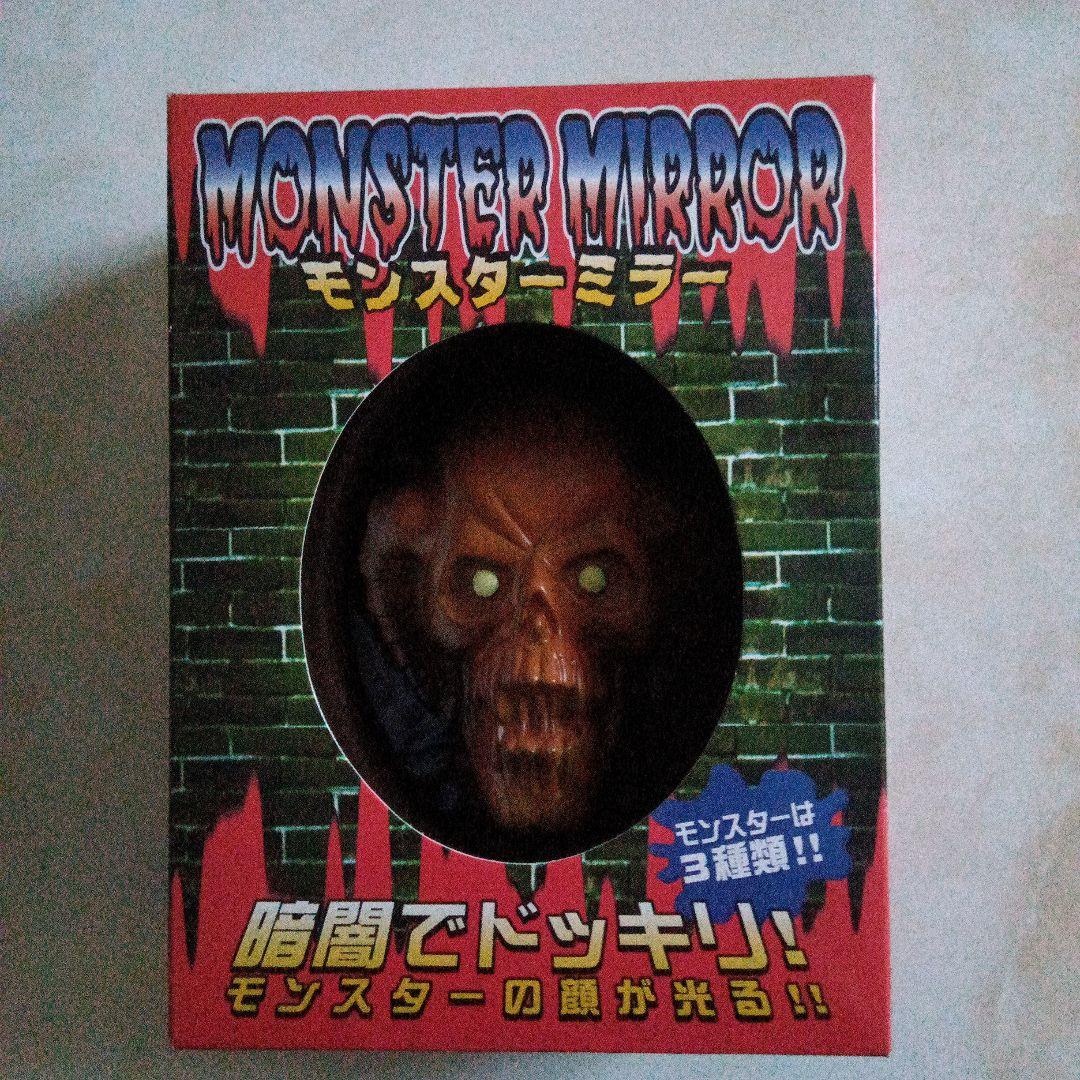 MONSTER MIRROR
モンスターミラー
モンスターは
3種類!!
暗闇でドッキリ!
モンスターの顔が光る!!